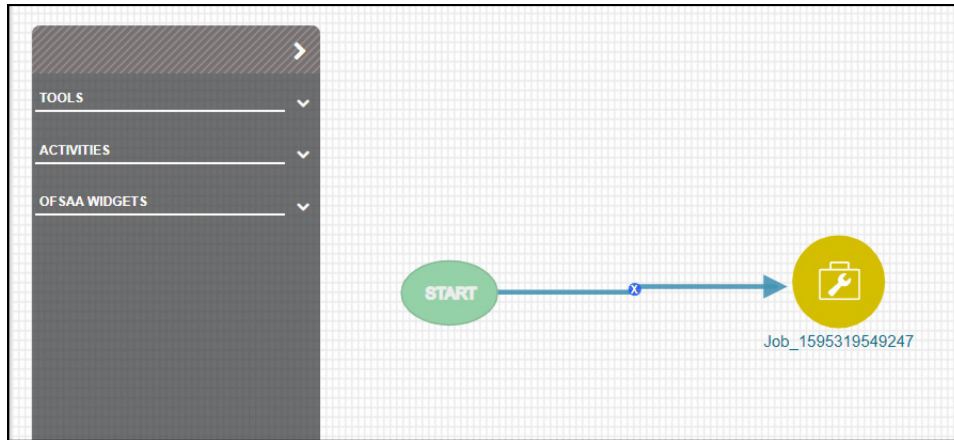 TOOLS
ACTIVITIES
OFSAA WIDGETS
START
X
Job_1595319549247